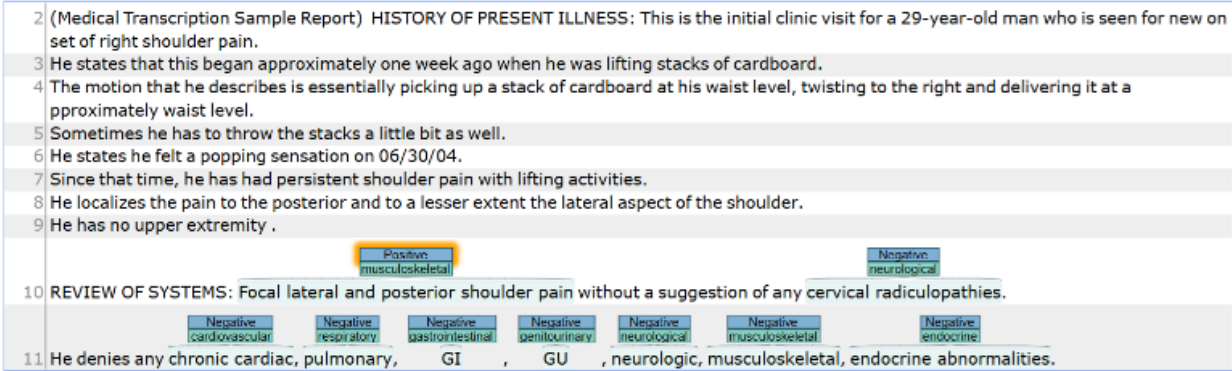 2 (Medical Transcription Sample Report) HISTORY OF PRESENT ILLNESS: This is the initial clinic visit for a 29-year-old man who is seen for new on
set of right shoulder pain.
3 He states that this began approximately one week ago when he was lifting stacks of cardboard.
4 The motion that he describes is essentially picking up a stack of cardboard at his waist level, twisting to the right and delivering it at a
pproximately waist level.
5 Sometimes he has to throw the stacks a little bit as well.
6 He states he felt a popping sensation on 06/30/04.
7 Since that time, he has had persistent shoulder pain with lifting activities.
8 He localizes the pain to the posterior and to a lesser extent the lateral aspect of the shoulder.
9 He has no upper extremity .
Positive Negative
musculoskeletal neurological
10 REVIEW OF SYSTEMS: Focal lateral and posterior shoulder pain without a suggestion of any cervical radiculopathies.
Negative Negative Negative Negative Negative Negative Negative
cardiovascular respiratory gastrointestinal genitourinary neurological musculoskeletal endocrine
11 He denies any chronic cardiac, pulmonary, GI , GU , neurologic, musculoskeletal, endocrine abnormalities.